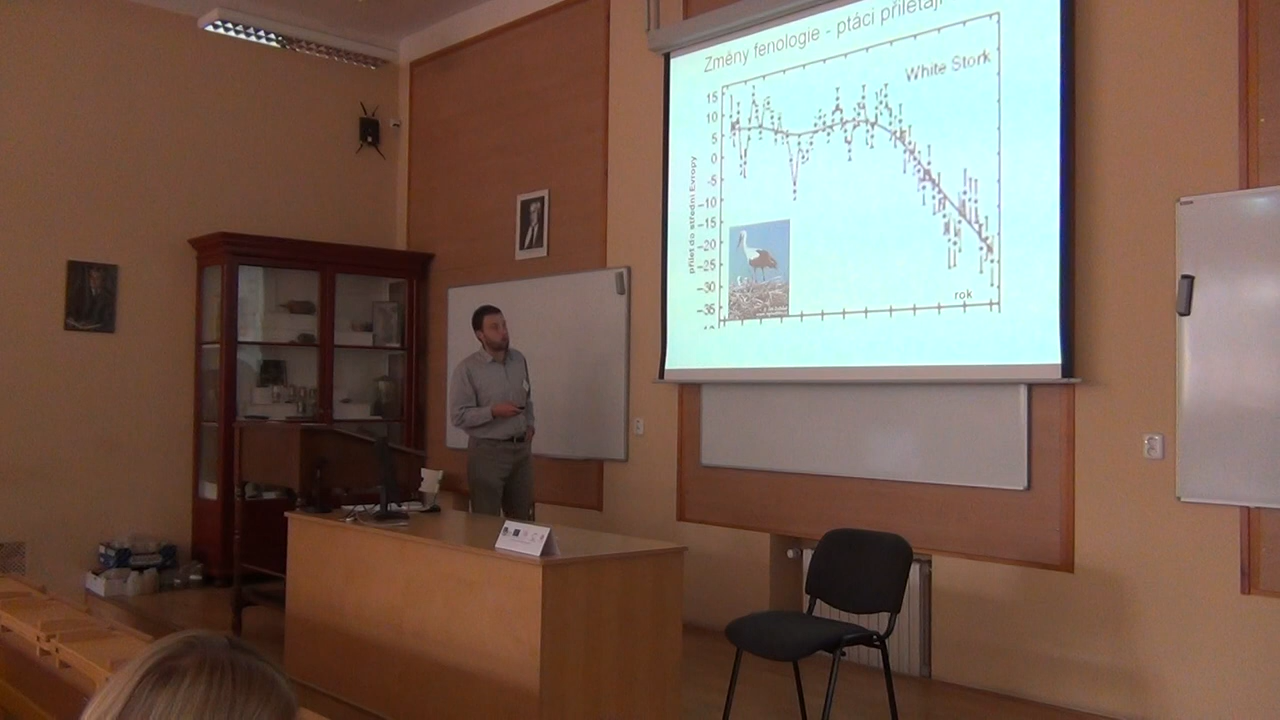 Změny fenologie - ptáci přilétají
White Stork
15
10
5
0
-5
-10
-15
-20
-25
-30
-35
přílet do střední Evropy
rok